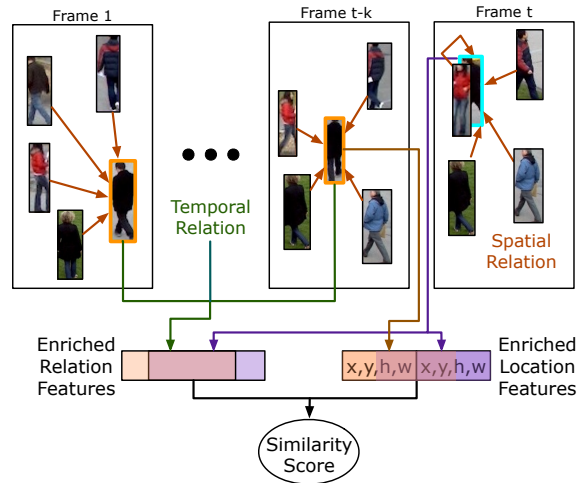 Frame 1
Frame t-k
Frame t
Temporal
Relation
Spatial
Relation
Enriched
Relation
Features
x,y,h,w x,y,h,w
Enriched
Location
Features
Similarity
Score